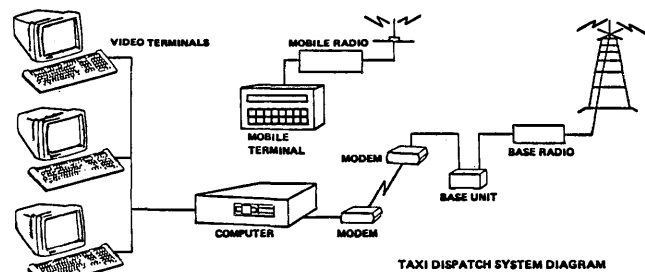 VIDEO TERMINALS
MOBILE RADIO
MOBILE
TERMINAL
MODEM
BASE RADIO
BASE UNIT
COMPUTER
MODEM
TAXI DISPATCH SYSTEM DIAGRAM